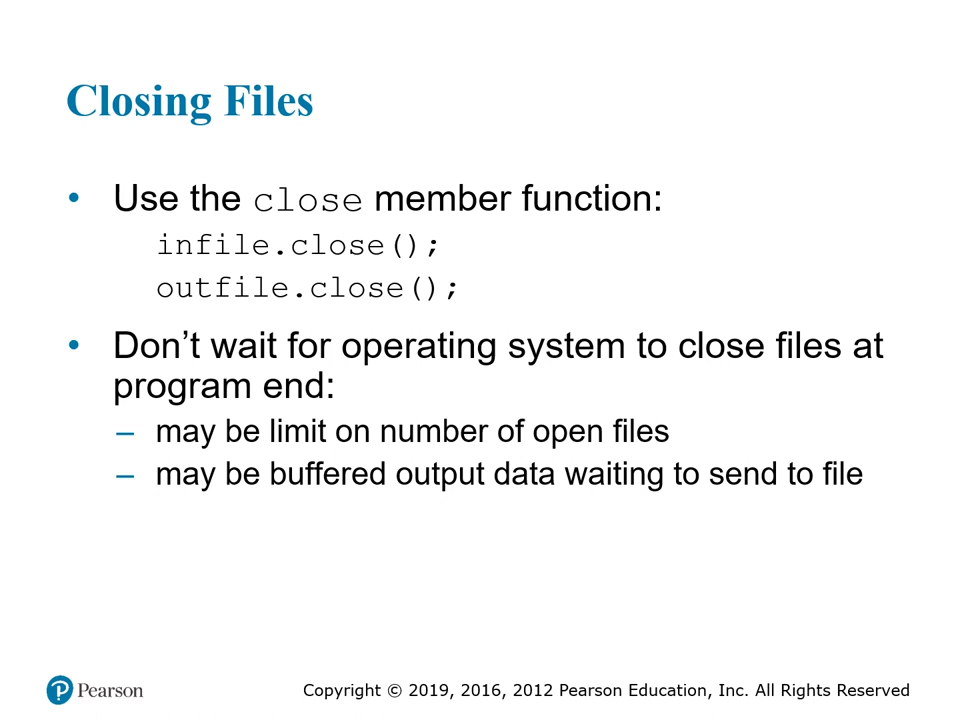 Closing Files
• Use the close member function:
infile.close();
outfile.close();
• Don’t wait for operating system to close files at
program end:
– may be limit on number of open files
– may be buffered output data waiting to send to file
P Pearson
Copyright © 2019, 2016, 2012 Pearson Education, Inc. All Rights Reserved